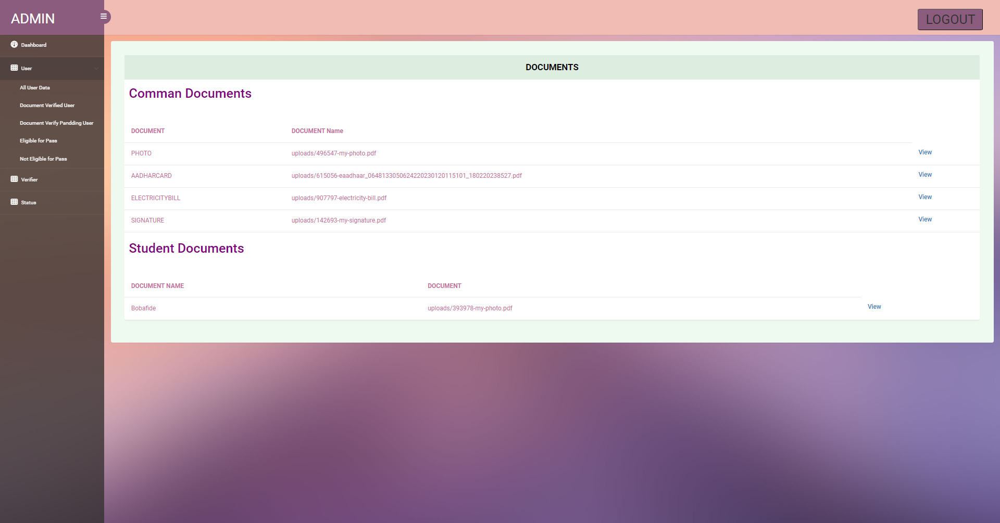 ADMIN
LOGOUT
Dashboard
User
All User Data
Document Verified User
Document Verify Pandding User
Eligible for Pass
Not Eligible for Pass
Verifier
Status
DOCUMENTS
Comman Documents
DOCUMENT DOCUMENT Name
PHOTO uploads/496547-my-photo.pdf View
AADHARCARD uploads/615056-eaadhaar_0648133050624220230120115101_180220238527.pdf View
ELECTRICITYBILL uploads/907797-electricity-bill.pdf View
SIGNATURE uploads/142693-my-signature.pdf View
Student Documents
DOCUMENT NAME DOCUMENT
Bobafide uploads/393978-my-photo.pdf View